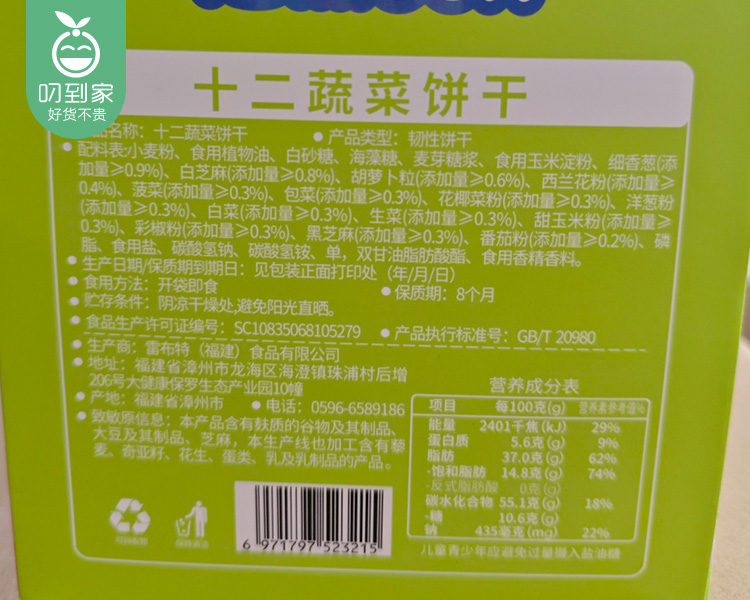 叨到家
好货不贵
十二蔬菜饼干
品名称：十二蔬菜饼干
产品类型：韧性饼干
配料表:小麦粉、食用植物油、白砂糖、海藻糖、麦芽糖浆、食用玉米淀粉、细香葱(添
加量≥0.9%)、白芝麻(添加量≥0.8%)、胡萝卜粒(添加量≥0.6%)、西兰花粉(添加量≥
0.4%)、菠菜(添加量≥0.3%)、包菜(添加量≥0.3%)、花椰菜粉(添加量≥0.3%)、洋葱粉
(添加量≥0.3%)、白菜(添加量≥0.3%)、生菜(添加量≥0.3%)、甜玉米粉(添加量≥
0.3%)、彩椒粉(添加量≥0.3%)、黑芝麻(添加量≥0.3%)、番茄粉(添加量≥0.2%)、磷
脂、食用盐、碳酸氢钠、碳酸氢铵、单，双甘油脂肪酸酯、食用香精香料。
生产日期/保质期到期日：见包装正面打印处（年/月/日）
食用方法：开袋即食
保质期：8个月
贮存条件：阴凉干燥处,避免阳光直晒。
食品生产许可证编号：SC10835068105279
产品执行标准号：GB/T 20980
生产商：雷布特（福建）食品有限公司
地址：福建省漳州市龙海区海澄镇珠浦村后增
206号大健康保罗生态产业园10幢
产地：福建省漳州市
电话：0596-6589186
致敏原信息：本产品含有麸质的谷物及其制品、
大豆及其制品、芝麻，本生产线也加工含有藜
麦、奇亚籽、花生、蛋类、乳及乳制品的产品。
营养成分表
项目 每100克(g) 营养素参考值%
能量 2401千焦(kJ) 29%
蛋白质 5.6克(g) 9%
脂肪 37.0克(g) 62%
-饱和脂肪 14.8克(g) 74%
-反式脂肪酸 0克(g)
碳水化合物 55.1克(g) 18%
-糖 10.6克(g)
钠 435毫克(mg) 22%
儿童青少年应避免过量摄入盐油糖
6 971797 523215